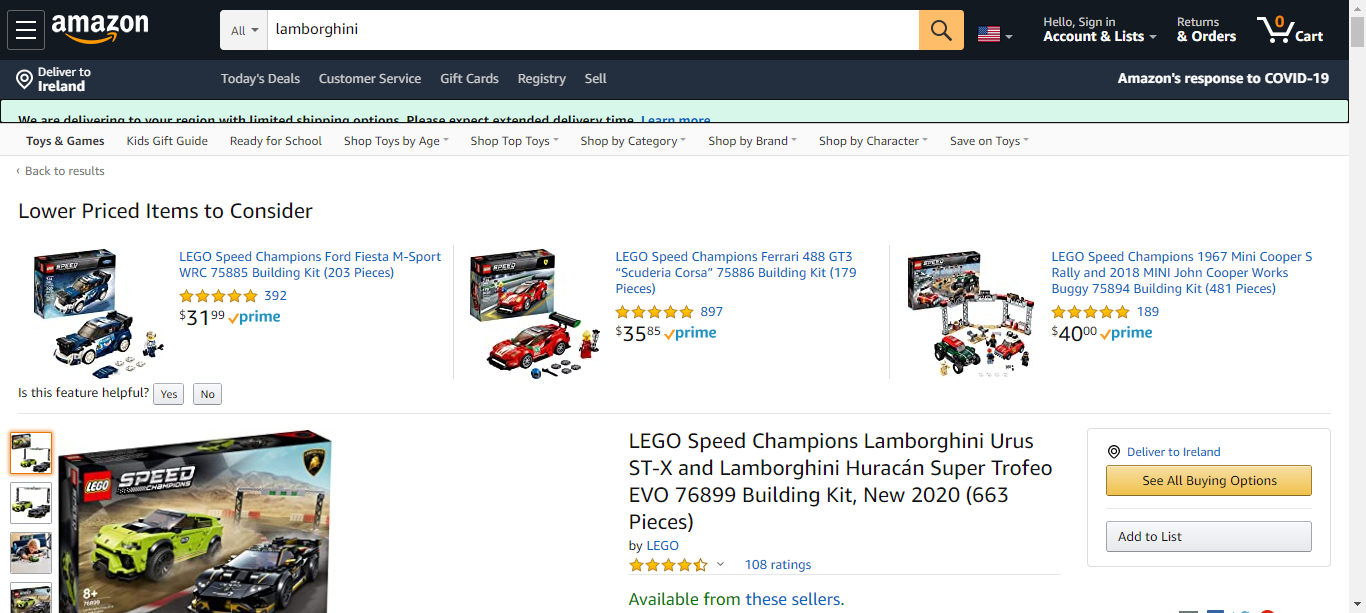 amazon
All
lamborghini
Hello, Sign in
Account & Lists
Returns
& Orders
0
Cart
Deliver to
Ireland
Today's Deals
Customer Service
Gift Cards
Registry
Sell
Amazon's response to COVID-19
We are delivering to your region with limited shipping options. Please expect extended delivery time. Learn more
Toys & Games
Kids Gift Guide
Ready for School
Shop Toys by Age
Shop Top Toys
Shop by Category
Shop by Brand
Shop by Character
Save on Toys
‹ Back to results
Lower Priced Items to Consider
LEGO Speed Champions Ford Fiesta M-Sport
WRC 75885 Building Kit (203 Pieces)
392
$31 99 prime
LEGO Speed Champions Ferrari 488 GT3
“Scuderia Corsa” 75886 Building Kit (179
Pieces)
897
$35 85 prime
LEGO Speed Champions 1967 Mini Cooper S
Rally and 2018 MINI John Cooper Works
Buggy 75894 Building Kit (481 Pieces)
189
$40 00 prime
Is this feature helpful? Yes No
LEGO SPEED
CHAMPIONS
8+
76899
LEGO Speed Champions Lamborghini Urus
ST-X and Lamborghini Huracán Super Trofeo
EVO 76899 Building Kit, New 2020 (663
Pieces)
by LEGO
108 ratings
Available from these sellers.
Deliver to Ireland
See All Buying Options
Add to List